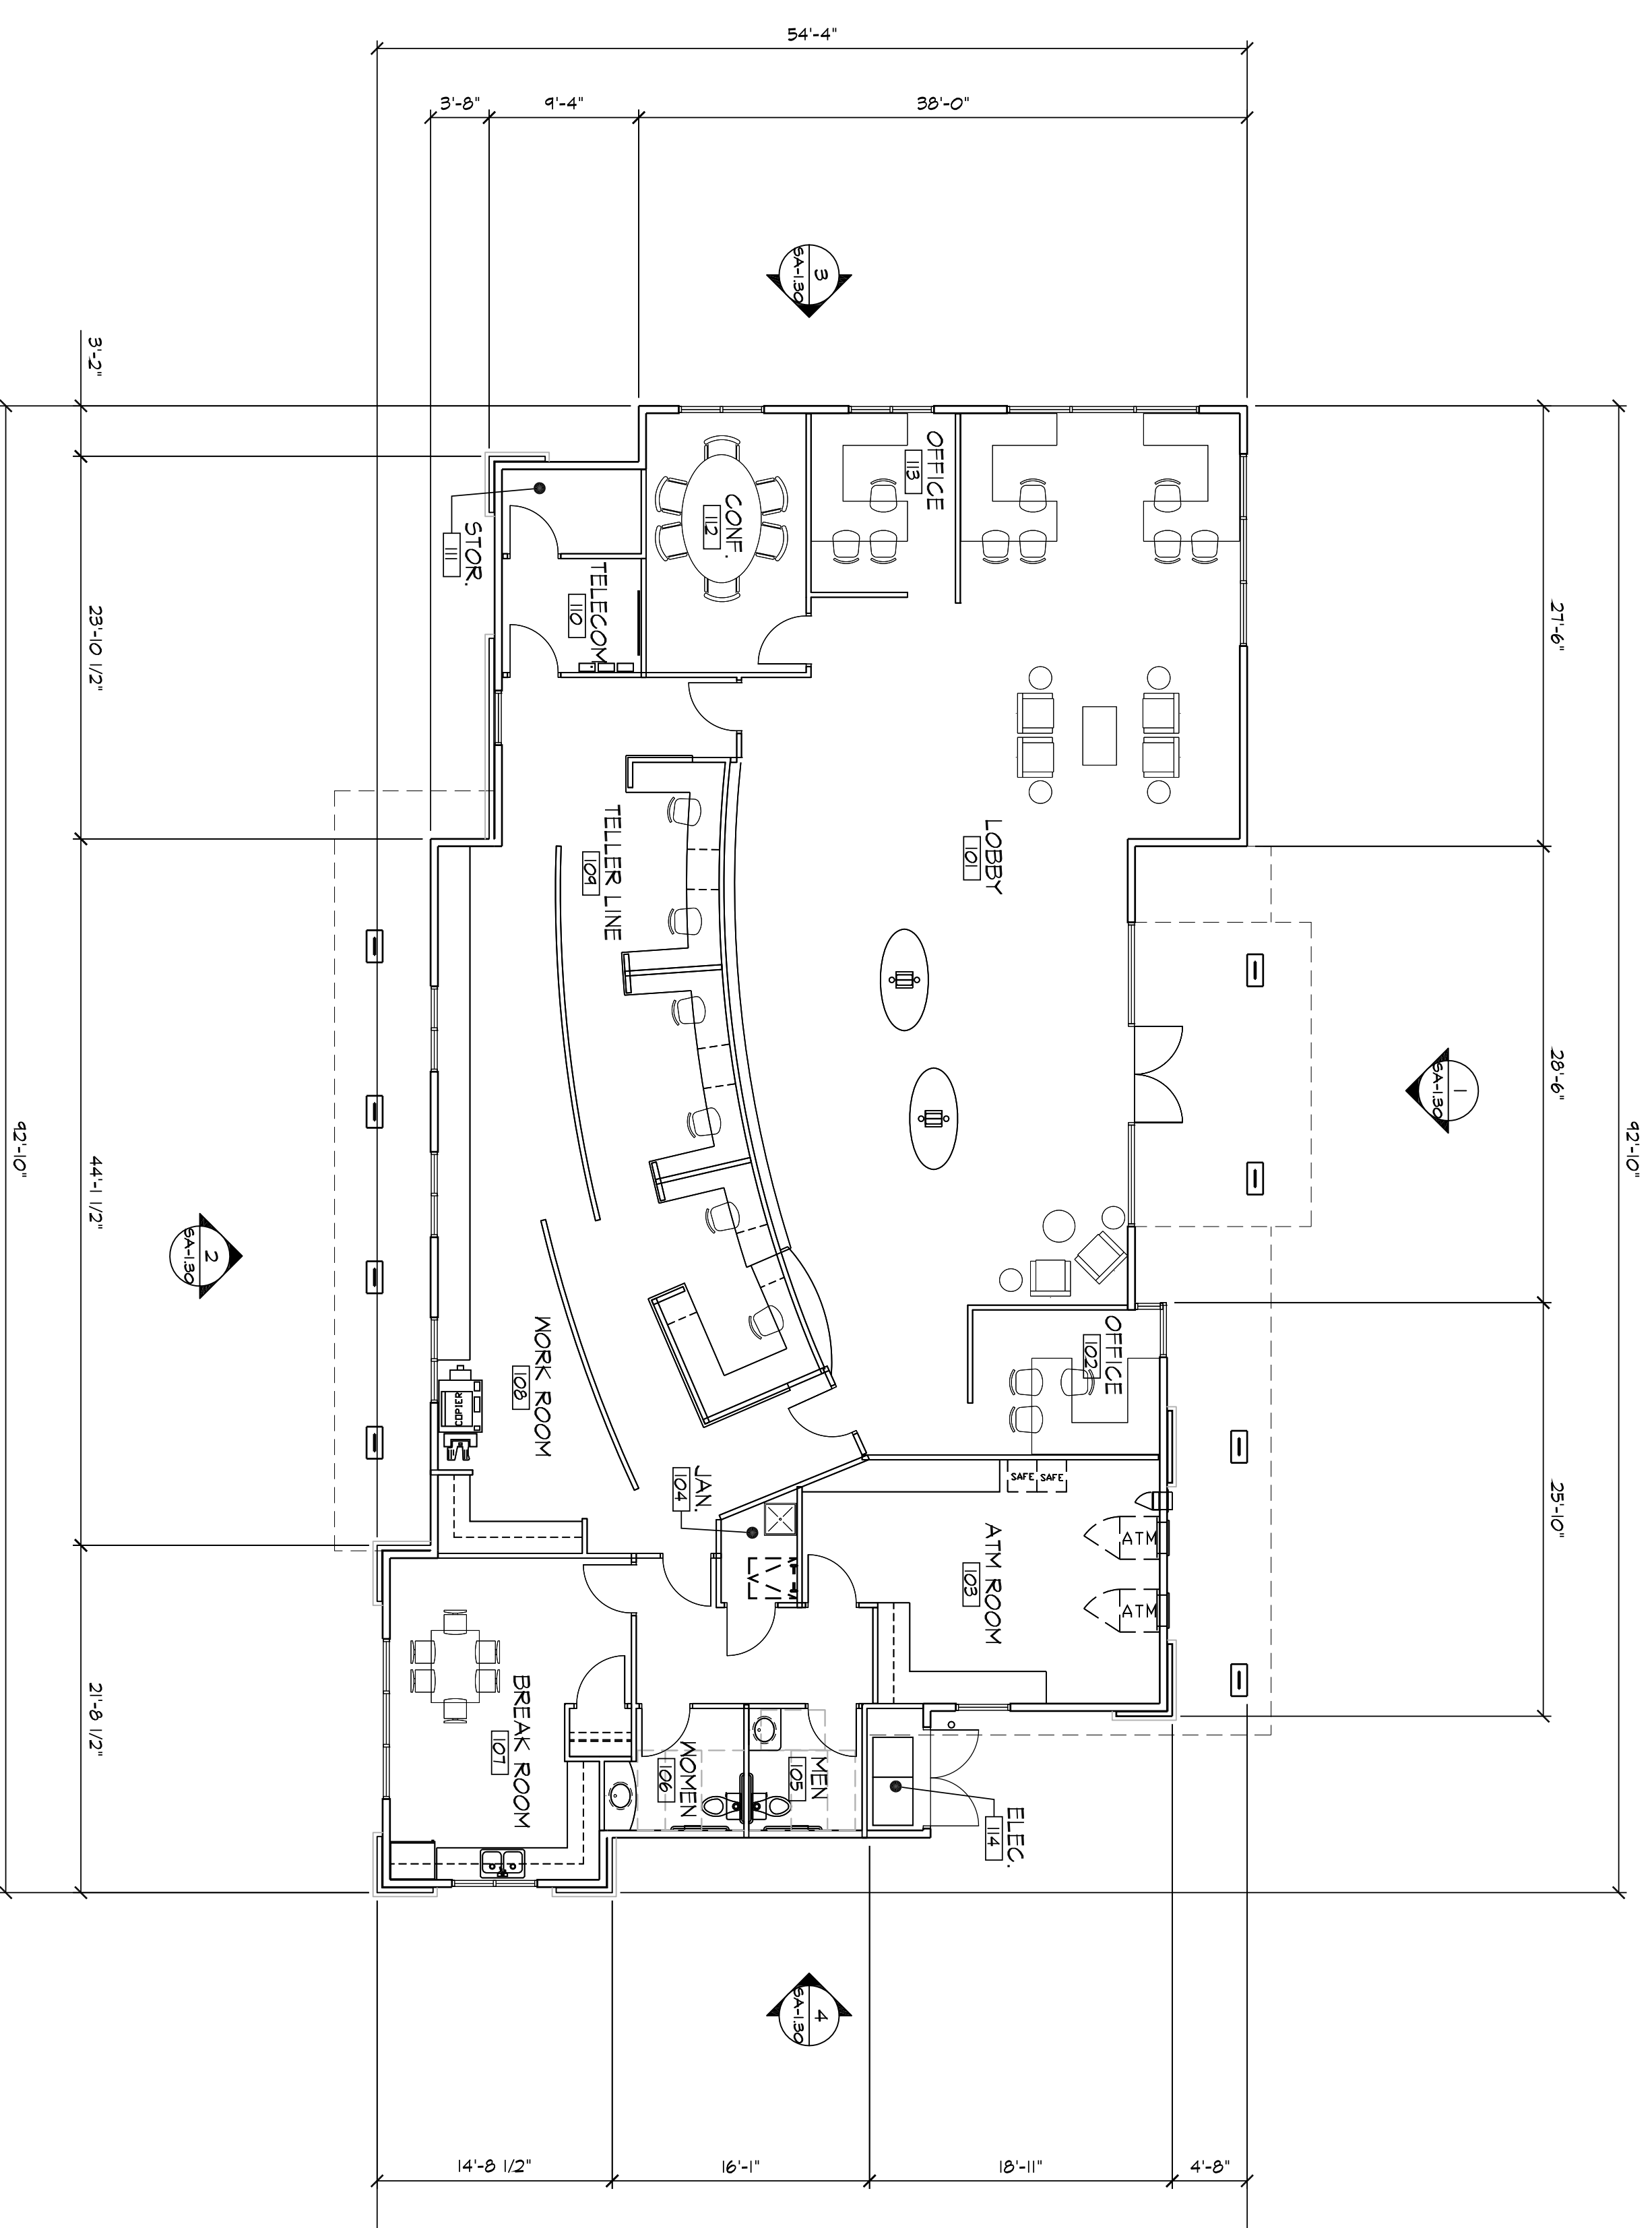 54'-4"
3'-8"
9'-4"
38'-0"
3
SA-1.30
3'-2"
23'-10 1/2"
44'-1 1/2"
21'-8 1/2"
92'-10"
27'-6"
28'-6"
25'-10"
92'-10"
1
SA-1.30
2
SA-1.30
OFFICE
113
CONF.
112
STOR.
111
TELECOM
110
LOBBY
101
TELLER LINE
109
OFFICE
102
WORK ROOM
108
COPIER
JAN.
104
SAFE
SAFE
ATM ROOM
103
ATM
ATM
BREAK ROOM
107
WOMEN
106
MEN
105
ELEC.
114
4
SA-1.30
14'-8 1/2"
16'-1"
18'-11"
4'-8"